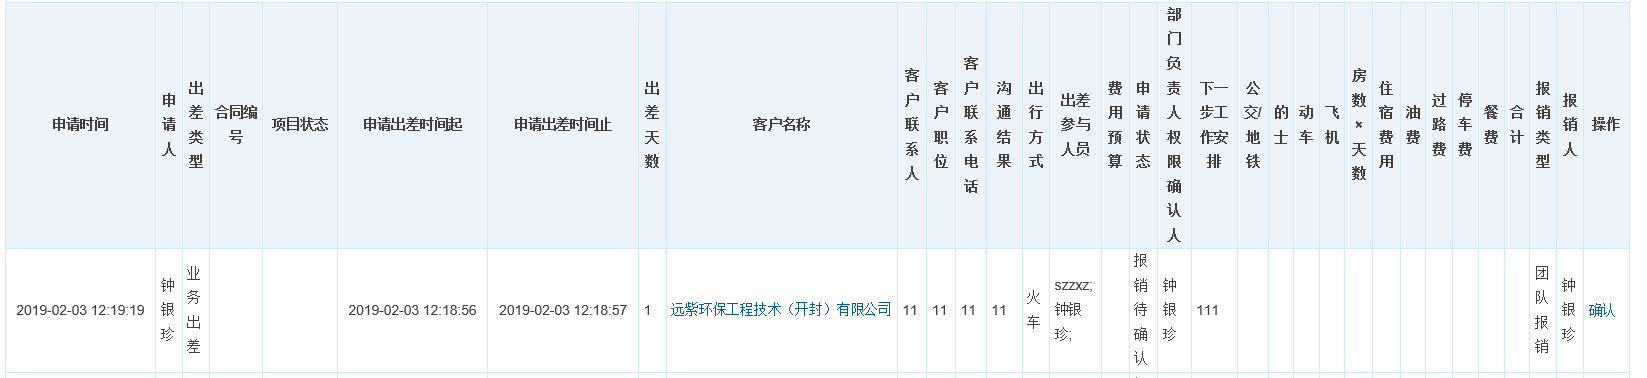 申请时间
申请人
出差类型
合同编号
项目状态
申请出差时间起
申请出差时间止
出差天数
客户名称
客户联系人
客户职位
客户联系电话
沟通结果
出行方式
出差参与人员
费用预算
申请状态
部门负责人权限确认人
下一步工作安排
公交/地铁
的士
动车
飞机
房数*天数
住宿费用
油费
过路费
停车费
餐费
合计
报销类型
报销人
操作
2019-02-03 12:19:19
钟银珍
业务出差
2019-02-03 12:18:56
2019-02-03 12:18:57
1
远紫环保工程技术（开封）有限公司
11
11
11
11
火车
szzxz;钟银珍;
报销待确认
钟银珍
111
团队报销
钟银珍
确认